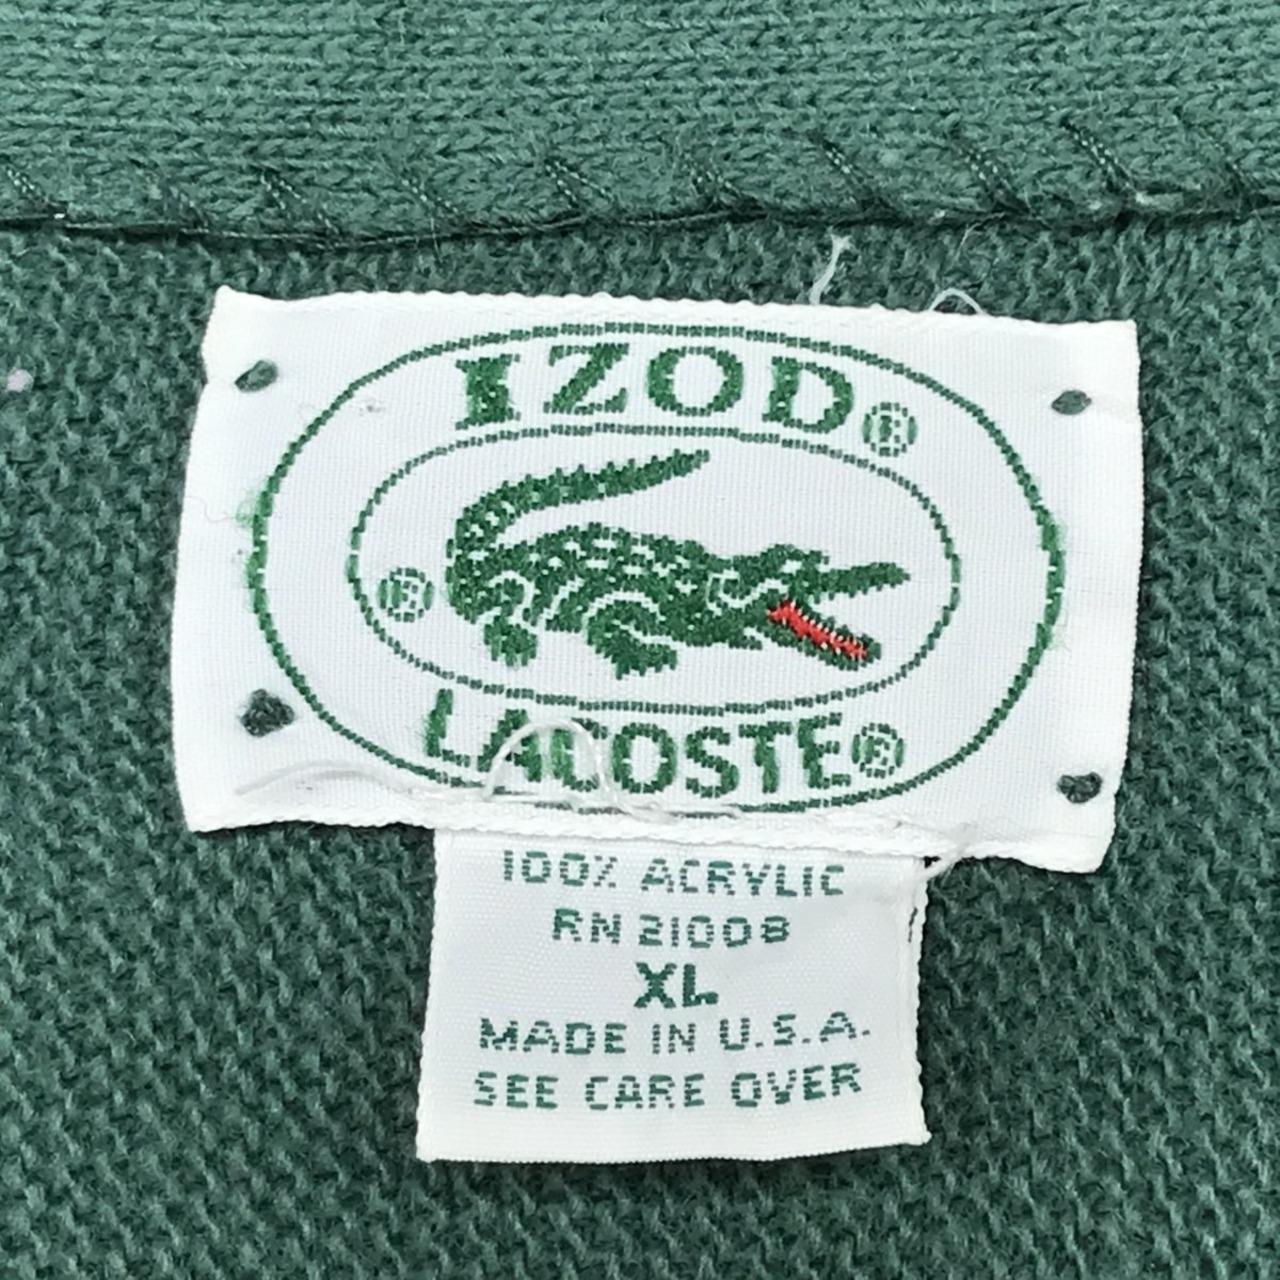 IZOD®
®
LACOSTE®
100% ACRYLIC
RN 21008
XL
MADE IN U.S.A.
SEE CARE OVER